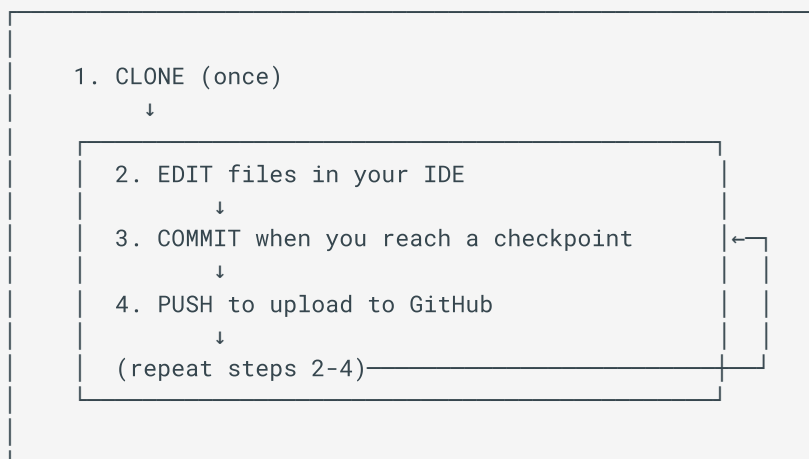 1. CLONE (once)
↓
2. EDIT files in your IDE
↓
3. COMMIT when you reach a checkpoint
↓
4. PUSH to upload to GitHub
↓
(repeat steps 2-4)